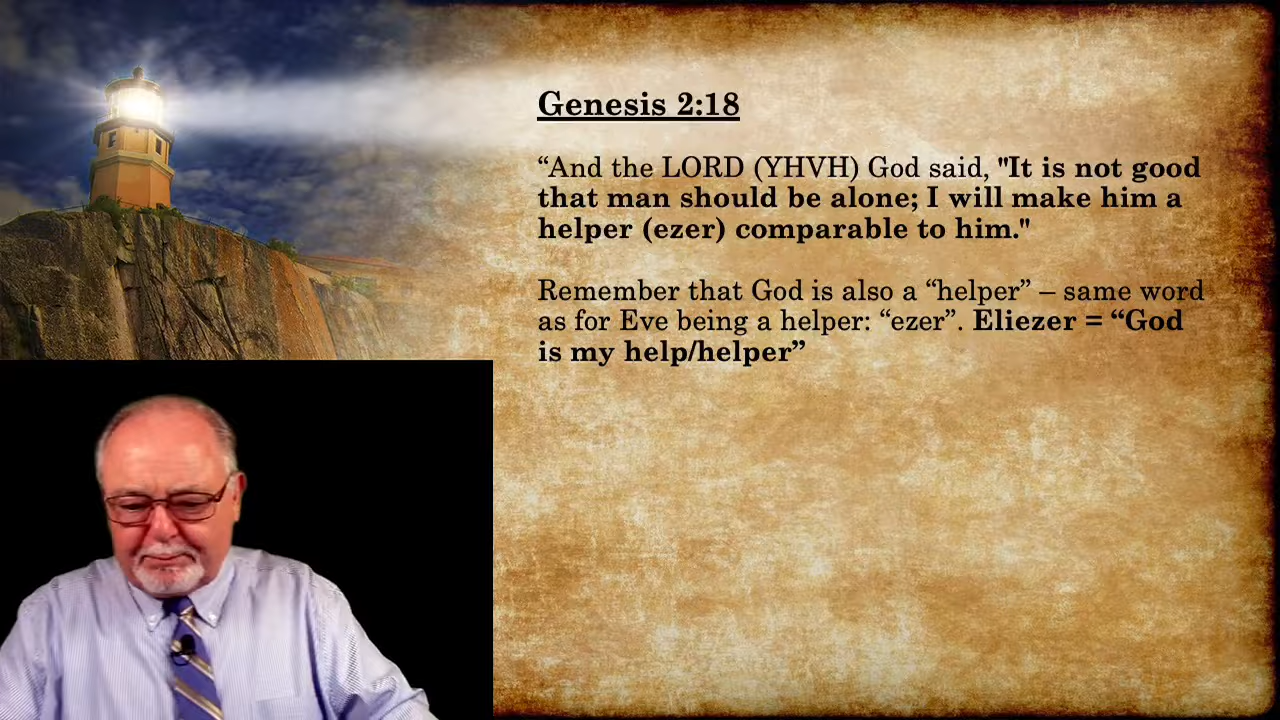 Genesis 2:18
“And the LORD (YHVH) God said, "It is not good
that man should be alone; I will make him a
helper (ezer) comparable to him."
Remember that God is also a “helper” – same word
as for Eve being a helper: “ezer”. Eliezer = “God
is my help/helper”